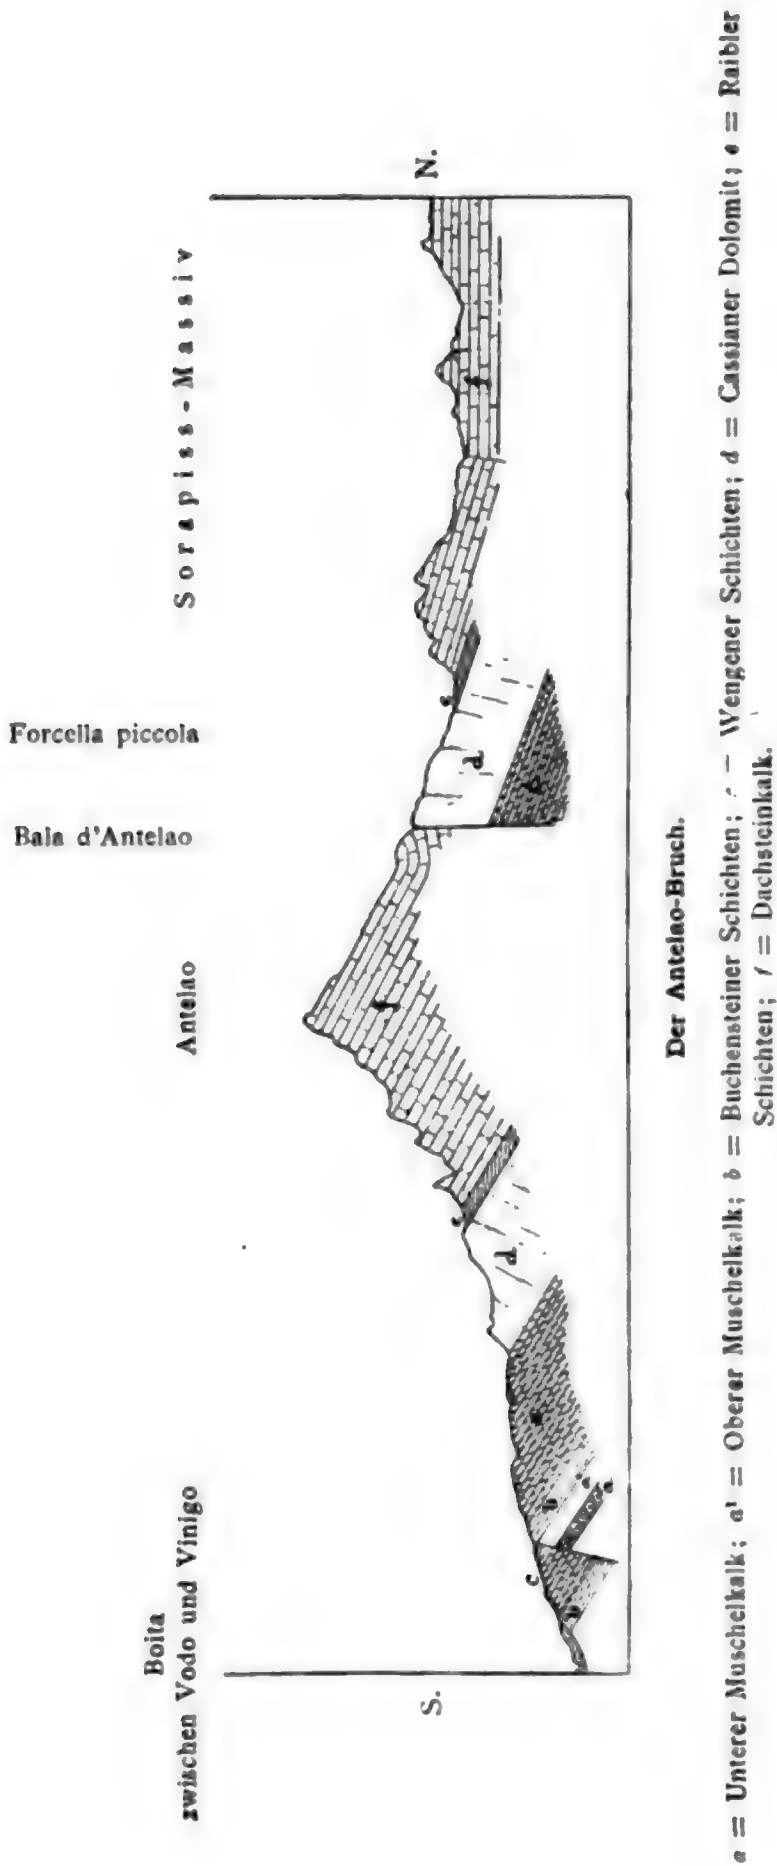 Boita
zwischen Vodo und Vinigo
Antelao
Bala d'Antelao
Forcella piccola
Sorapiss-Massiv
S.
N.
c
b
b
a
d
f
d
f
Der Antelao-Bruch.
a = Unterer Muschelkalk; a¹ = Oberer Muschelkalk; b = Buchensteiner Schichten; = Wengener Schichten; d = Cassianer Dolomit; e = Raibler
Schichten; f = Dachsteinkalk.